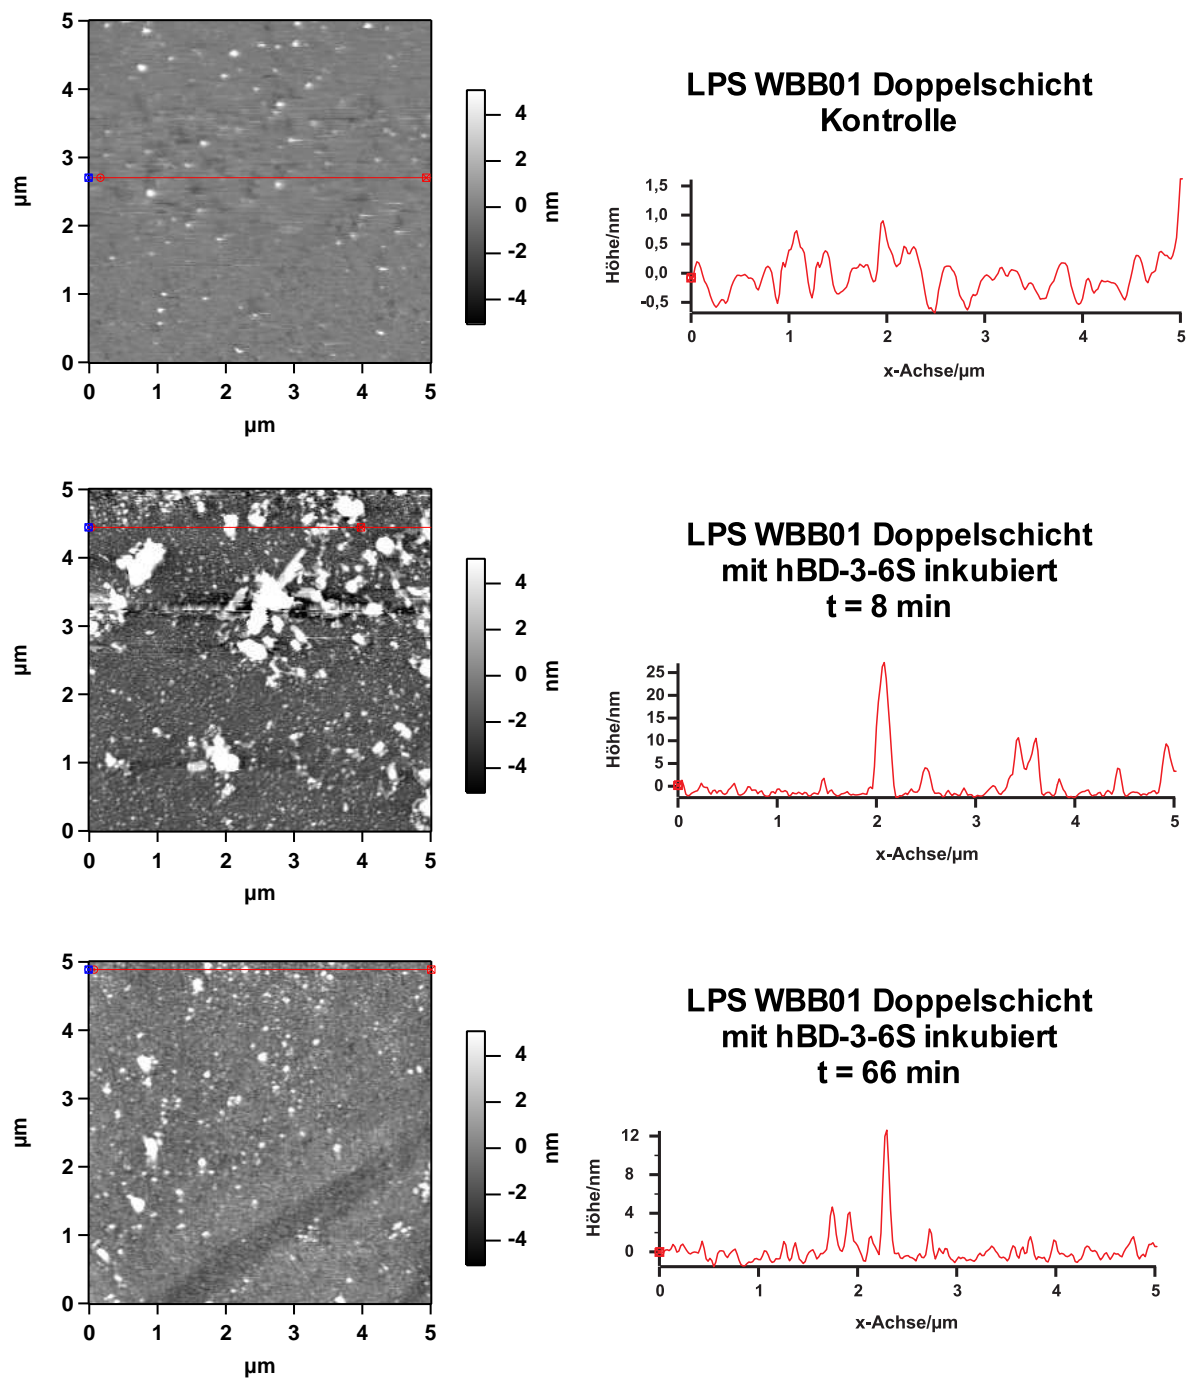 5
4
3
2
1
0
µm
0 1 2 3 4 5
µm
4
2
0
-2
-4
nm
LPS WBB01 Doppelschicht
Kontrolle
1,5
1,0
0,5
0,0
-0,5
Höhe/nm
0 1 2 3 4 5
x-Achse/µm
5
4
3
2
1
0
µm
0 1 2 3 4 5
µm
4
2
0
-2
-4
nm
LPS WBB01 Doppelschicht
mit hBD-3-6S inkubiert
t = 8 min
25
20
15
10
5
0
Höhe/nm
0 1 2 3 4 5
x-Achse/µm
5
4
3
2
1
0
µm
0 1 2 3 4 5
µm
4
2
0
-2
-4
nm
LPS WBB01 Doppelschicht
mit hBD-3-6S inkubiert
t = 66 min
12
8
4
0
Höhe/nm
0 1 2 3 4 5
x-Achse/µm